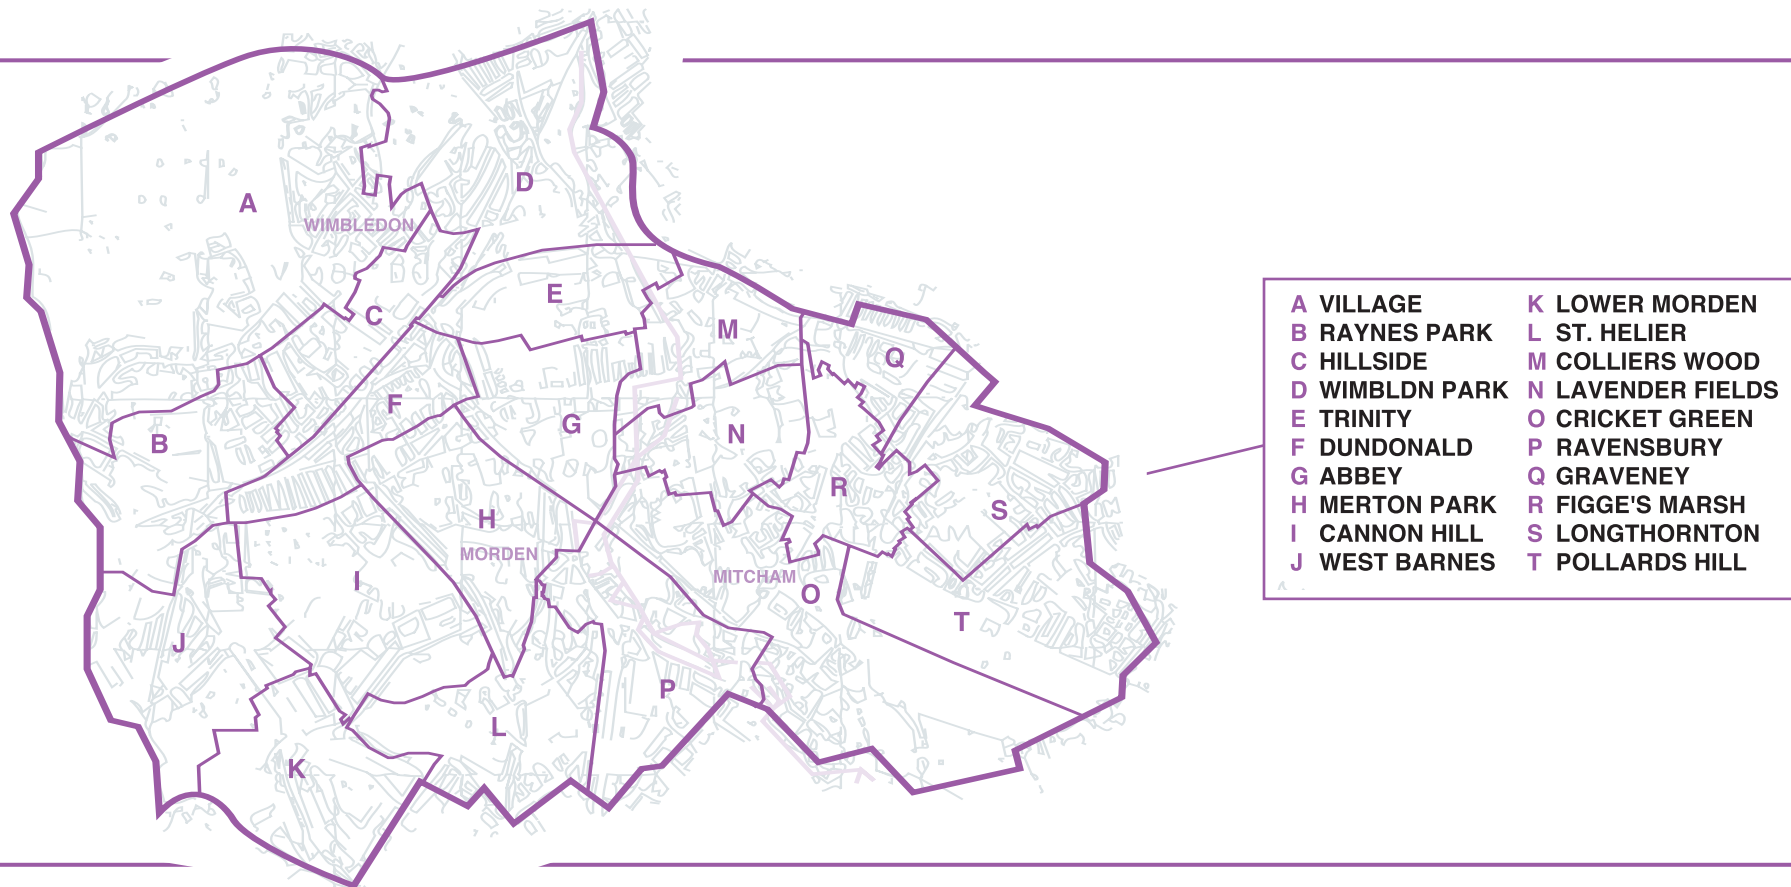 A
D
WIMBLEDON
E
C
M
Q
F
B
G
N
R
H
S
MORDEN
I
MITCHAM
O
T
J
P
L
K
A VILLAGE
B RAYNES PARK
C HILLSIDE
D WIMBLDN PARK
E TRINITY
F DUNDONALD
G ABBEY
H MERTON PARK
I CANNON HILL
J WEST BARNES
K LOWER MORDEN
L ST. HELIER
M COLLIERS WOOD
N LAVENDER FIELDS
O CRICKET GREEN
P RAVENSBURY
Q GRAVENEY
R FIGGE'S MARSH
S LONGTHORNTON
T POLLARDS HILL